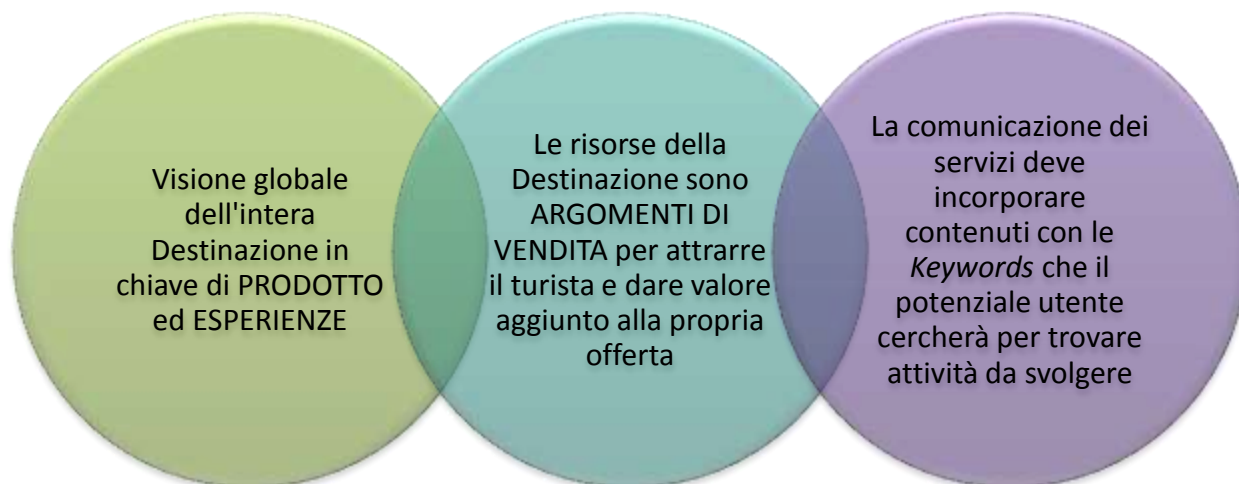 Visione globale
dell'intera
Destinazione in
chiave di PRODOTTO
ed ESPERIENZE
Le risorse della
Destinazione sono
ARGOMENTI DI
VENDITA per attrarre
il turista e dare valore
aggiunto alla propria
offerta
La comunicazione dei
servizi deve
incorporare
contenuti con le
Keywords che il
potenziale utente
cercherà per trovare
attività da svolgere